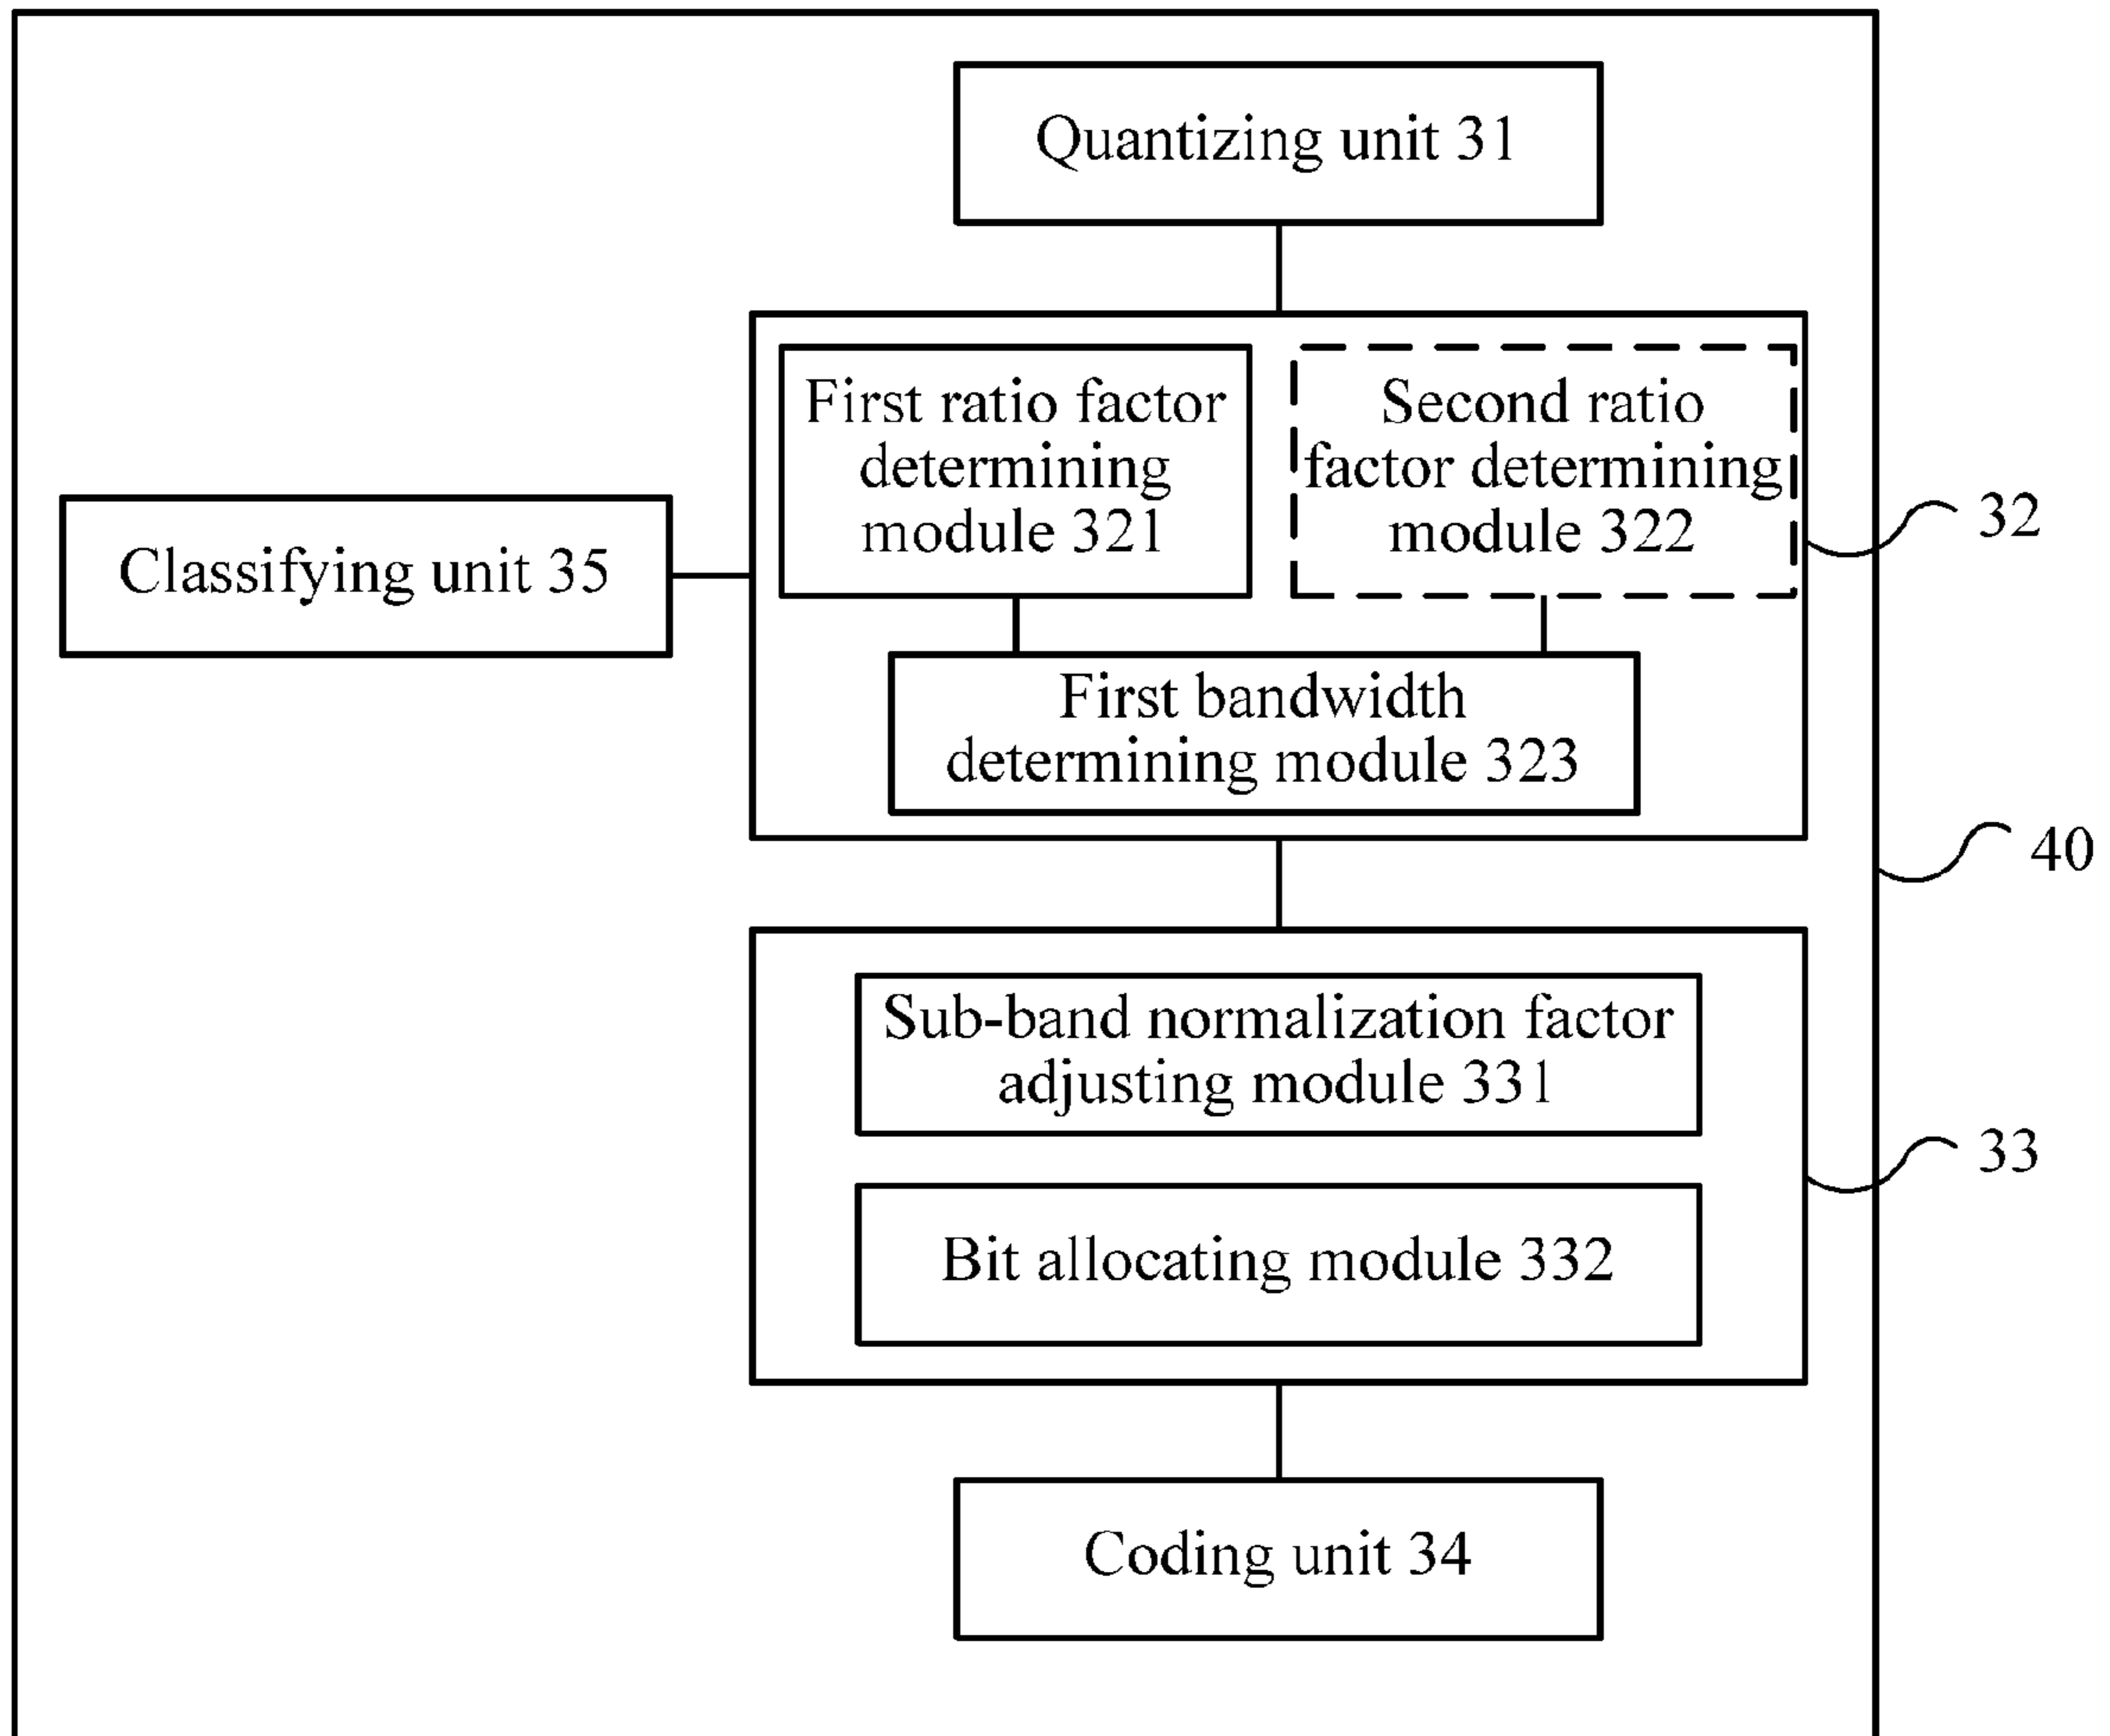 Quantizing unit 31
First ratio factor
determining
module 321
Second ratio
factor determining
module 322
32
Classifying unit 35
First bandwidth
determining module 323
40
Sub-band normalization factor
adjusting module 331
33
Bit allocating module 332
Coding unit 34